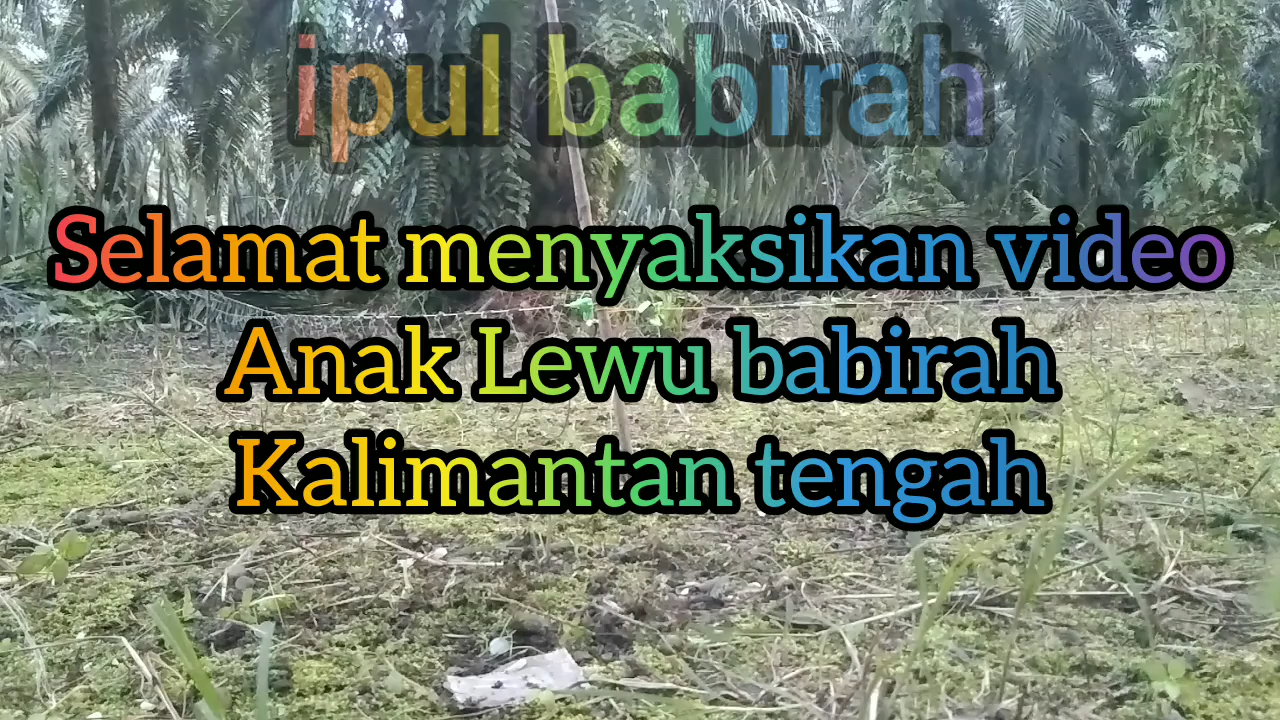 ipul babirah
Selamat menyaksikan video
Anak Lewu babirah
Kalimantan tengah